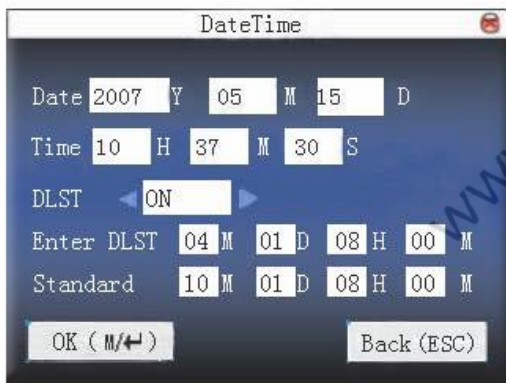 DateTime
Date 2007 Y 05 M 15 D
Time 10 H 37 M 30 S
DLST ON
Enter DLST 04 M 01 D 08 H 00 M
Standard 10 M 01 D 08 H 00 M
OK (M/↵) Back (ESC)